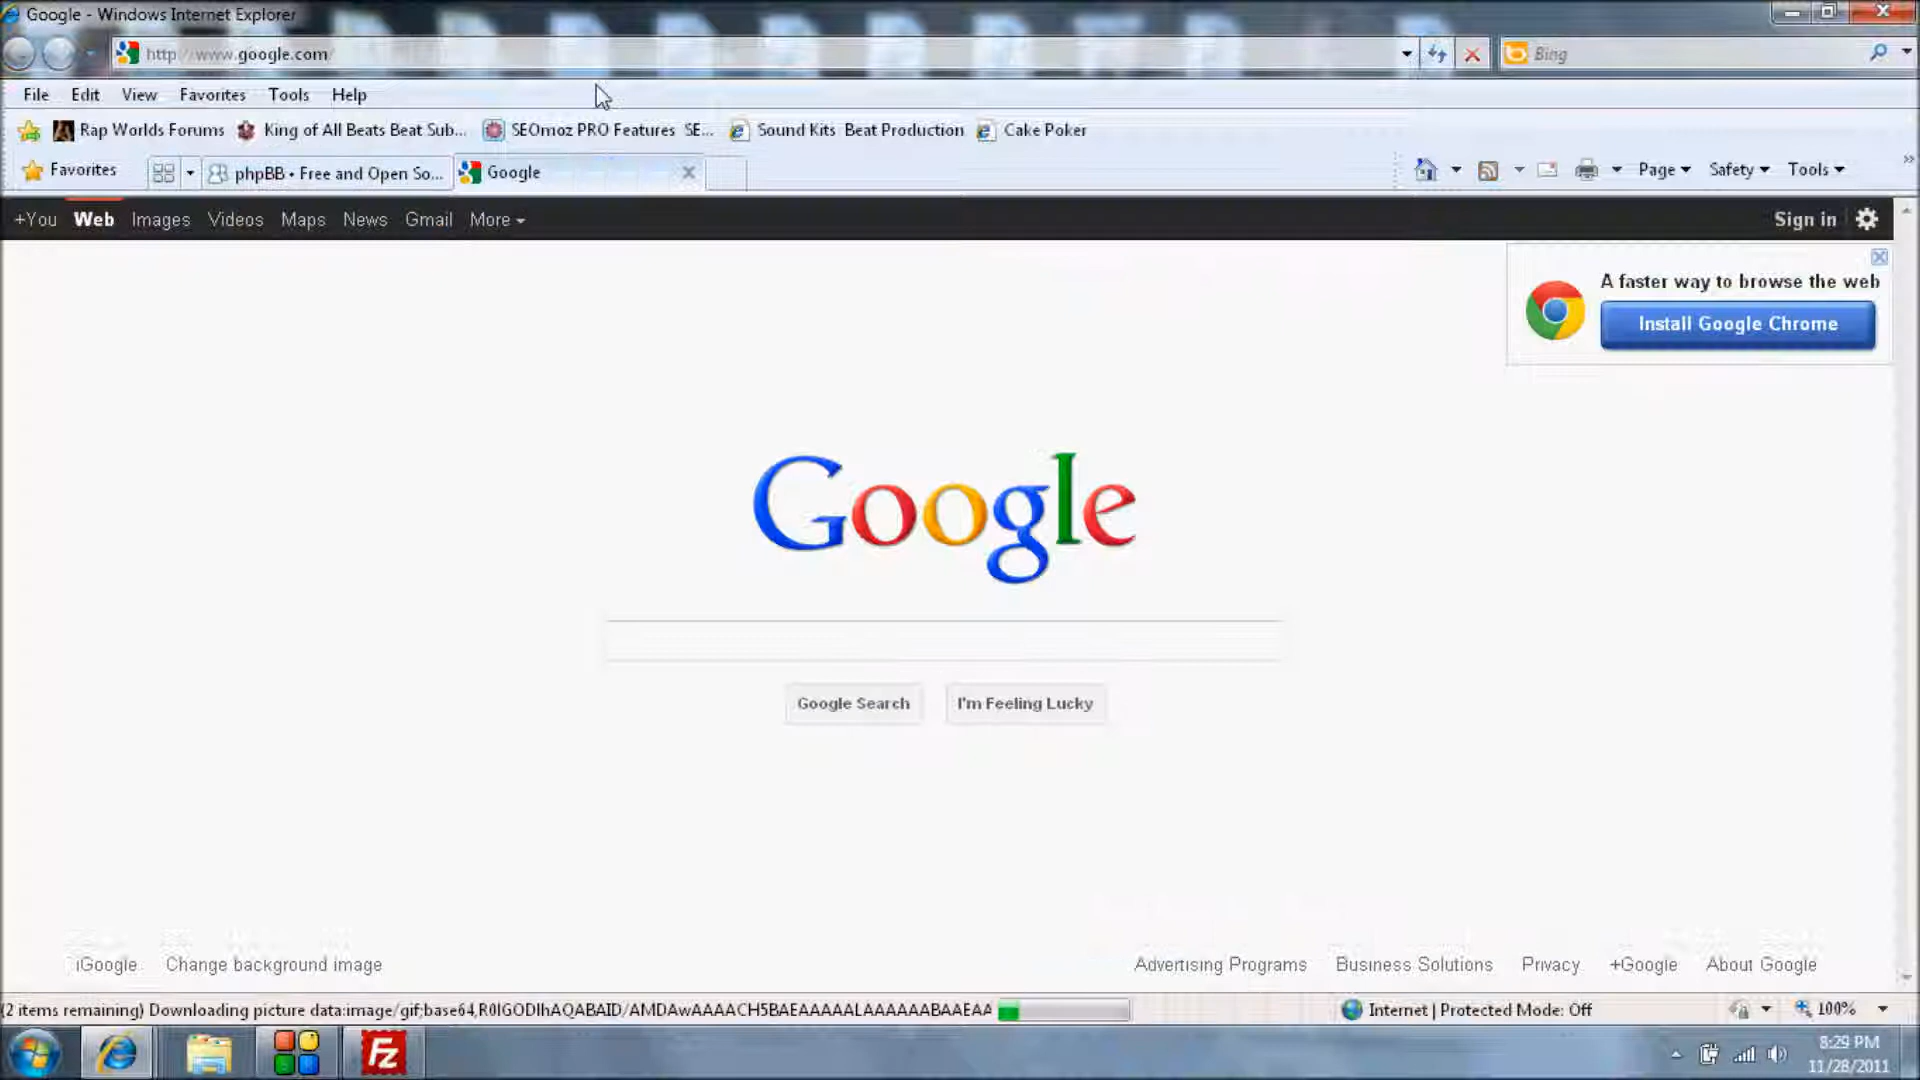 Google - Windows Internet Explorer
http://www.google.com/
Bing
File Edit View Favorites Tools Help
Rap Worlds Forums King of All Beats Beat Sub... SEOmoz PRO Features SE... Sound Kits Beat Production Cake Poker
Favorites phpBB • Free and Open So... Google Page Safety Tools
+You Web Images Videos Maps News Gmail More Sign in
A faster way to browse the web
Install Google Chrome
Google
Google Search I'm Feeling Lucky
iGoogle Change background image Advertising Programs Business Solutions Privacy +Google About Google
(2 items remaining) Downloading picture data:image/gif;base64,R0lGODlhAQABAID/AMDAwAAAACH5BAEAAAAALAAAAAABAAEAA Internet | Protected Mode: Off 100%
Fz
8:29 PM
11/28/2011